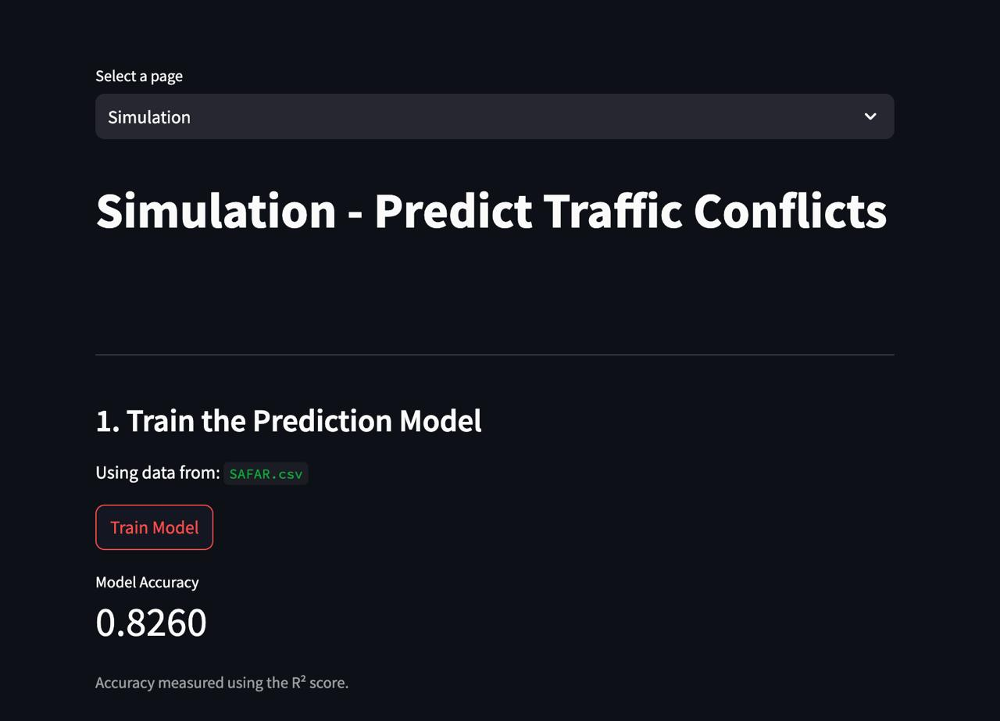 Select a page
Simulation
Simulation - Predict Traffic Conflicts
1. Train the Prediction Model
Using data from: SAFAR.csv
Train Model
Model Accuracy
0.8260
Accuracy measured using the R² score.